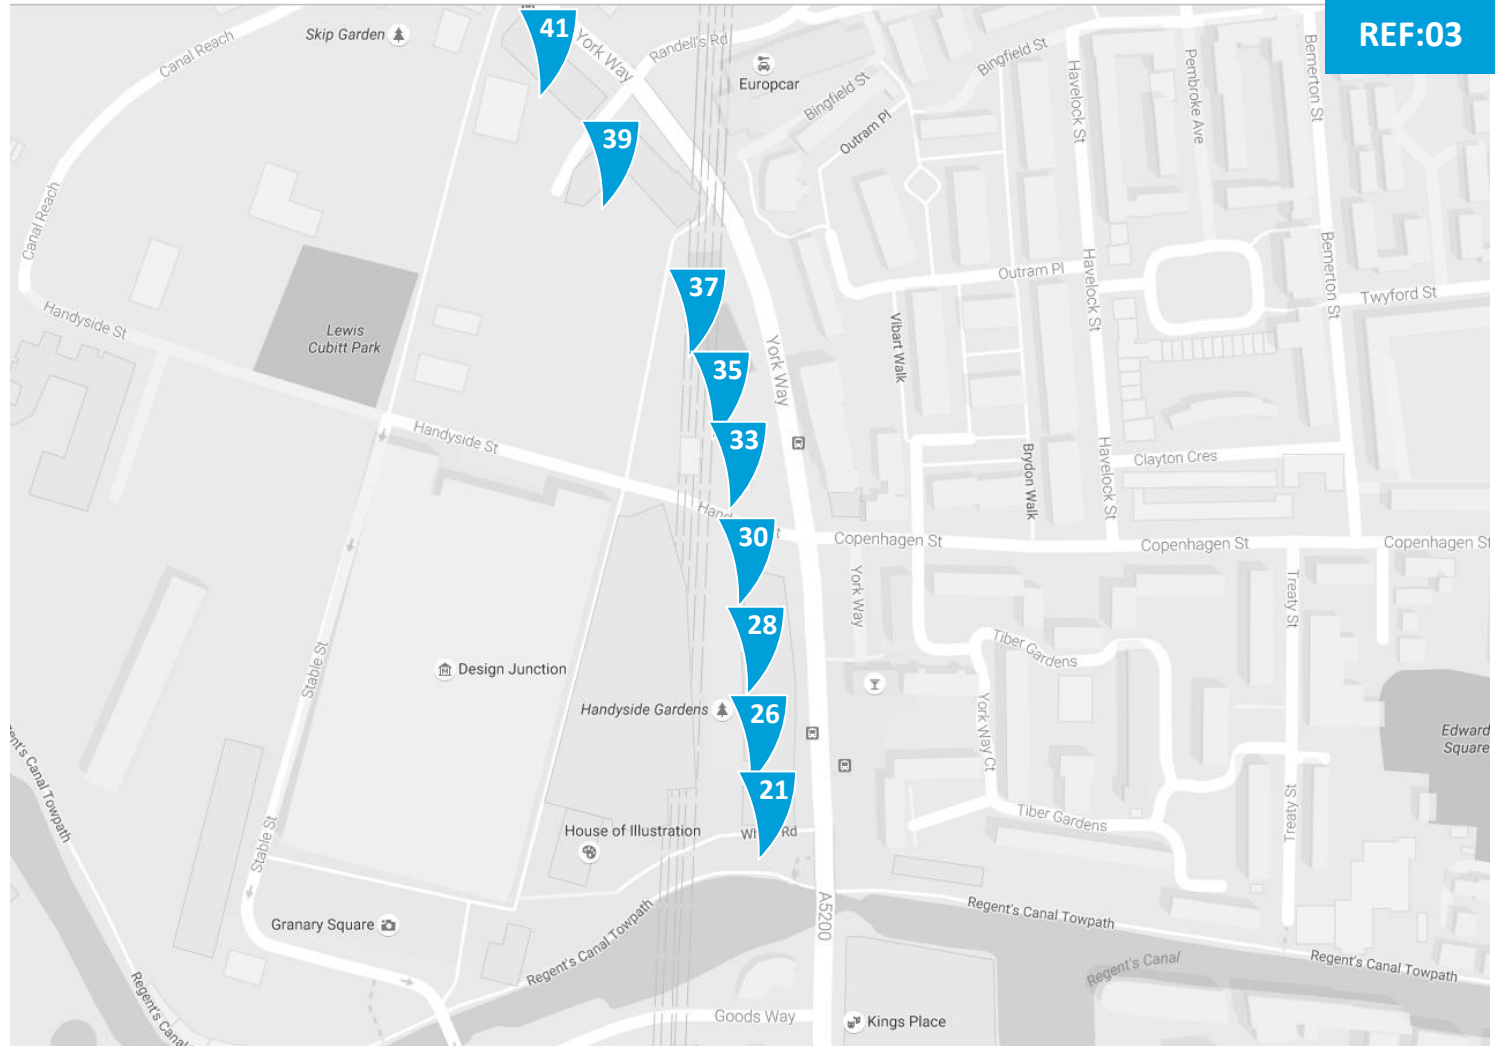 REF:03
41
Skip Garden
Canal Reach
York Way
Randell's Rd
Europcar
Bingfield St
Bingfield St
Outram Pl
Havelock St
Pembroke Ave
Bemerton St
39
Canal Reach
37
Outram Pl
Havelock St
Bemerton St
Twyford St
Handyside St
Lewis
Cubitt Park
Vibart Walk
York Way
35
33
Handyside St
Clayton Cres
Havelock St
Brydon Walk
30
Copenhagen St
Copenhagen St
Copenhagen St
York Way
Treaty St
28
Tiber Gardens
Stable St
Design Junction
Handyside Gardens
26
York Way Ct
Edward
Square
21
Tiber Gardens
Treaty St
House of Illustration
Rd
Stable St
Regent's Canal Towpath
A5200
Granary Square
Regent's Canal Towpath
Regent's Canal Towpath
Regent's Canal
Regent's Canal Towpath
Goods Way
Kings Place